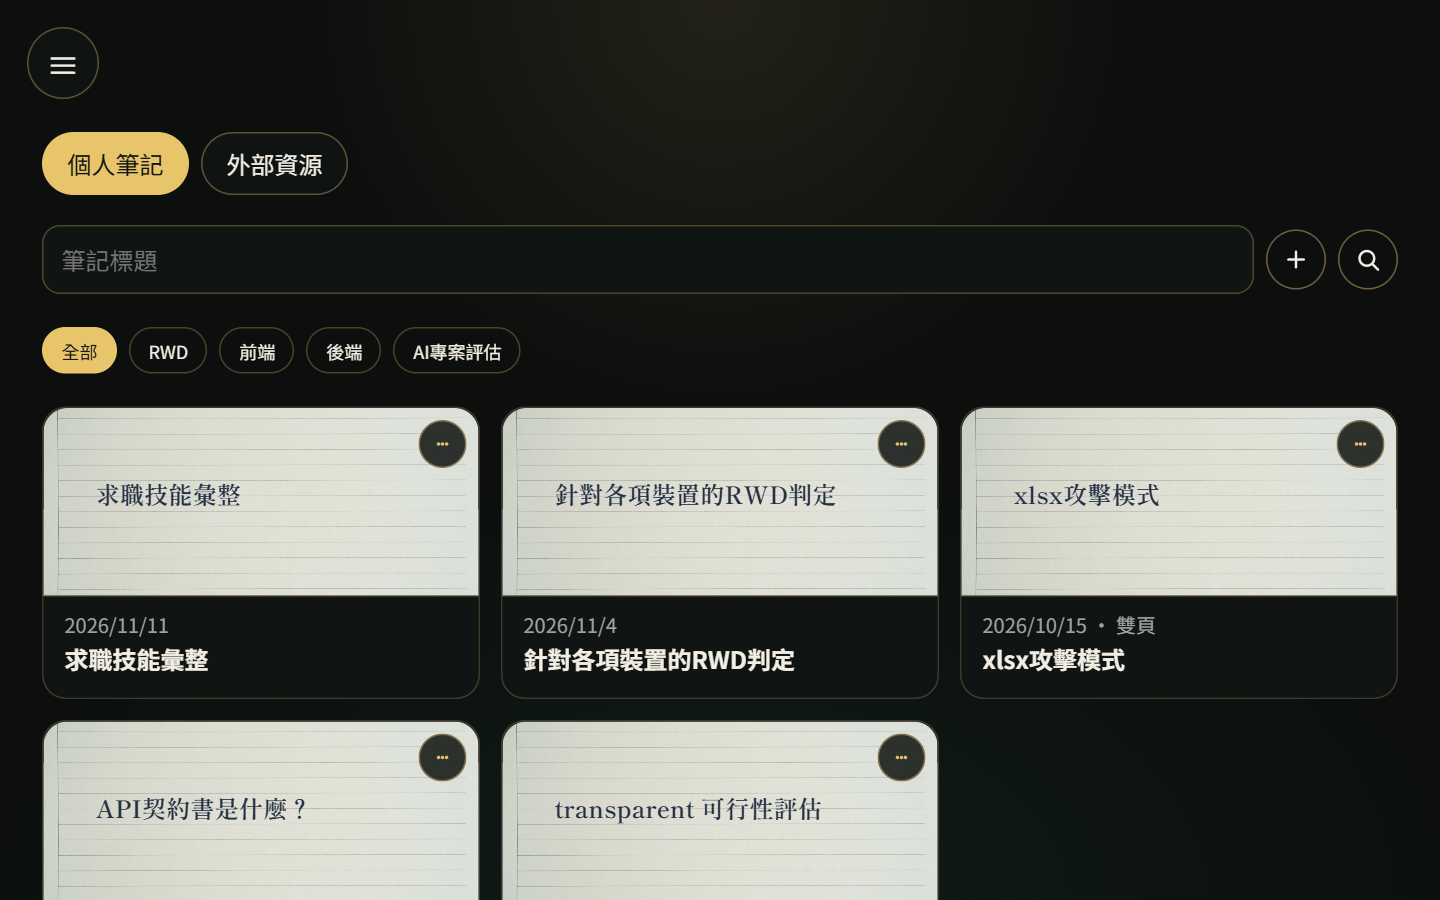 個人筆記
外部資源
筆記標題
全部
RWD
前端
後端
AI專案評估
求職技能彙整
針對各項裝置的RWD判定
xlsx攻擊模式
2026/11/11
求職技能彙整
2026/11/4
針對各項裝置的RWD判定
2026/10/15 · 雙頁
xlsx攻擊模式
API契約書是什麼？
transparent 可行性評估